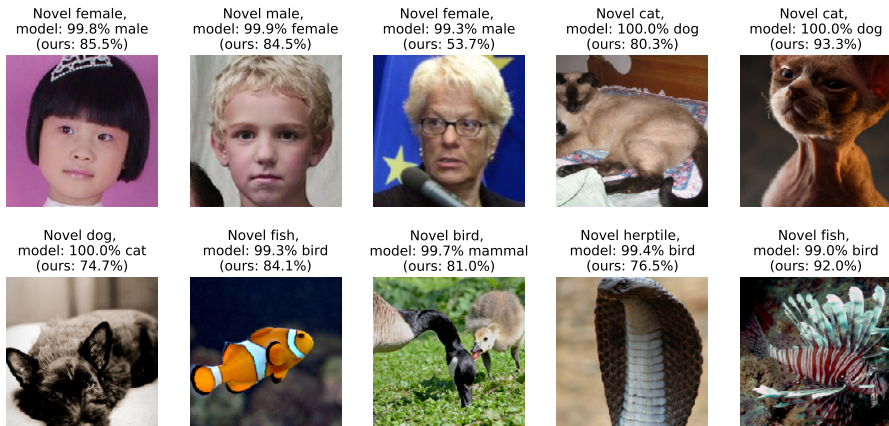 Novel female,
model: 99.8% male
(ours: 85.5%)
Novel male,
model: 99.9% female
(ours: 84.5%)
Novel female,
model: 99.3% male
(ours: 53.7%)
Novel cat,
model: 100.0% dog
(ours: 80.3%)
Novel cat,
model: 100.0% dog
(ours: 93.3%)
Novel dog,
model: 100.0% cat
(ours: 74.7%)
Novel fish,
model: 99.3% bird
(ours: 84.1%)
Novel bird,
model: 99.7% mammal
(ours: 81.0%)
Novel herptile,
model: 99.4% bird
(ours: 76.5%)
Novel fish,
model: 99.0% bird
(ours: 92.0%)